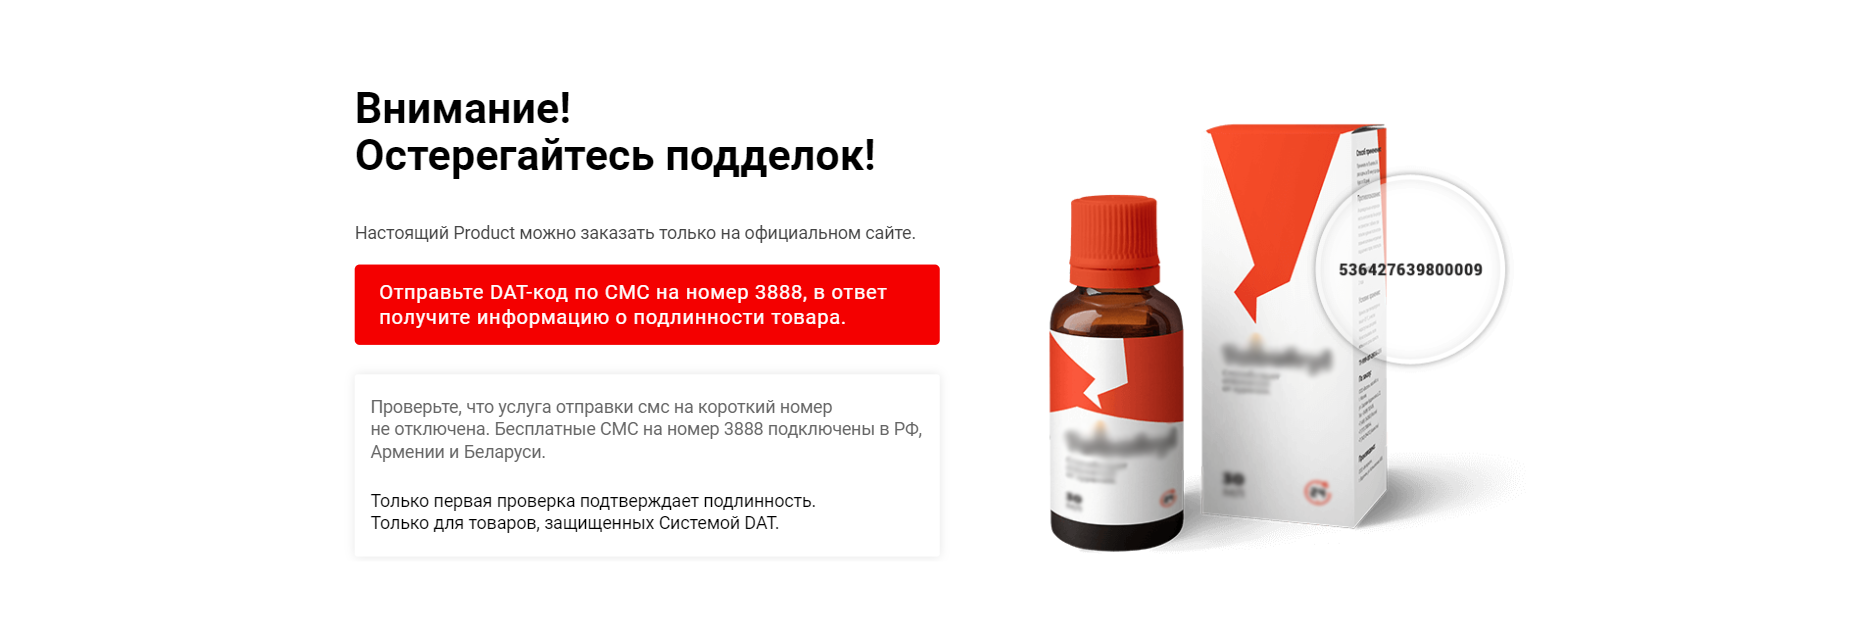 Внимание!
Остерегайтесь подделок!
Настоящий Product можно заказать только на официальном сайте.
Отправьте DAT-код по СМС на номер 3888, в ответ
получите информацию о подлинности товара.
Проверьте, что услуга отправки смс на короткий номер
не отключена. Бесплатные СМС на номер 3888 подключены в РФ,
Армении и Беларуси.
Только первая проверка подтверждает подлинность.
Только для товаров, защищенных Системой DAT.
536427639800009
24